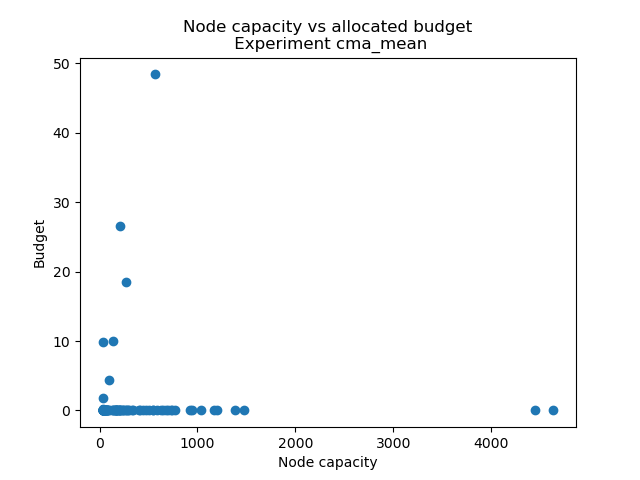 Node capacity vs allocated budget
Experiment cma_mean
50
40
30
20
10
0
Budget
0 1000 2000 3000 4000
Node capacity